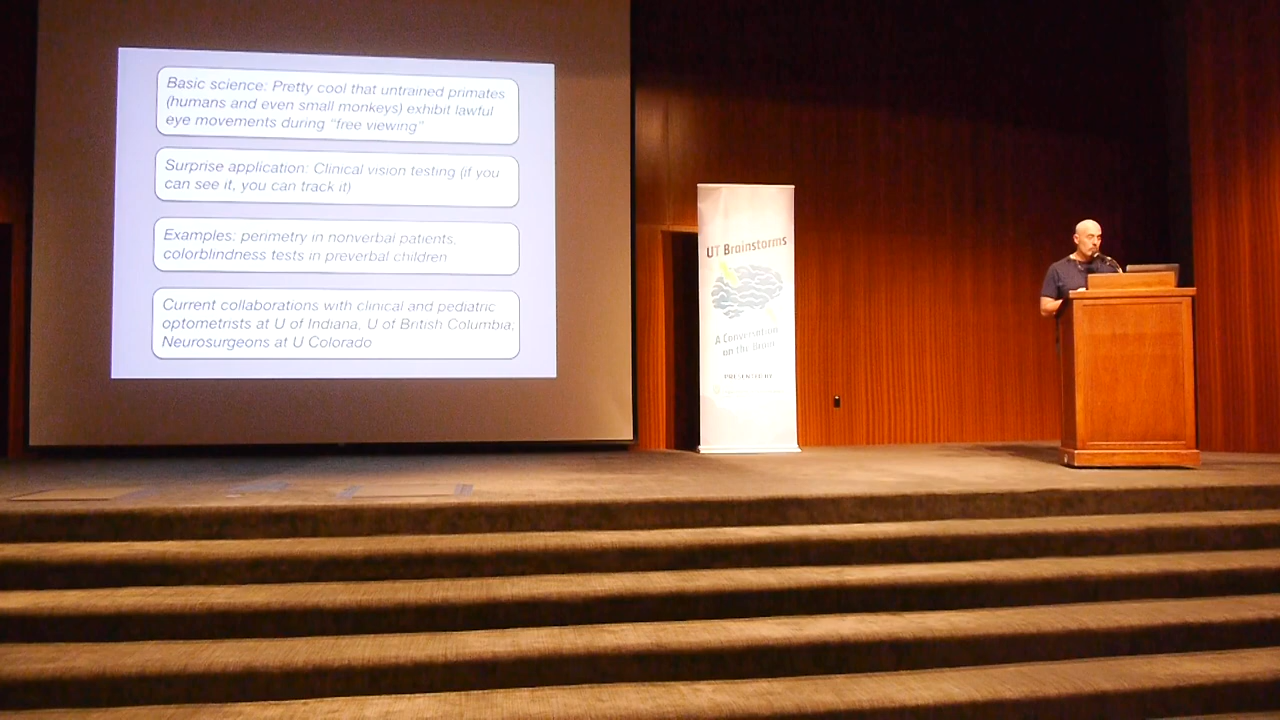 Basic science: Pretty cool that untrained primates
(humans and even small monkeys) exhibit lawful
eye movements during "free viewing"
Surprise application: Clinical vision testing (if you
can see it, you can track it)
Examples: perimetry in nonverbal patients,
colorblindness tests in preverbal children
Current collaborations with clinical and pediatric
optometrists at U of Indiana, U of British Columbia;
Neurosurgeons at U Colorado
UT Brainstorms
A Conversation
on the Brain
PRESENTED BY